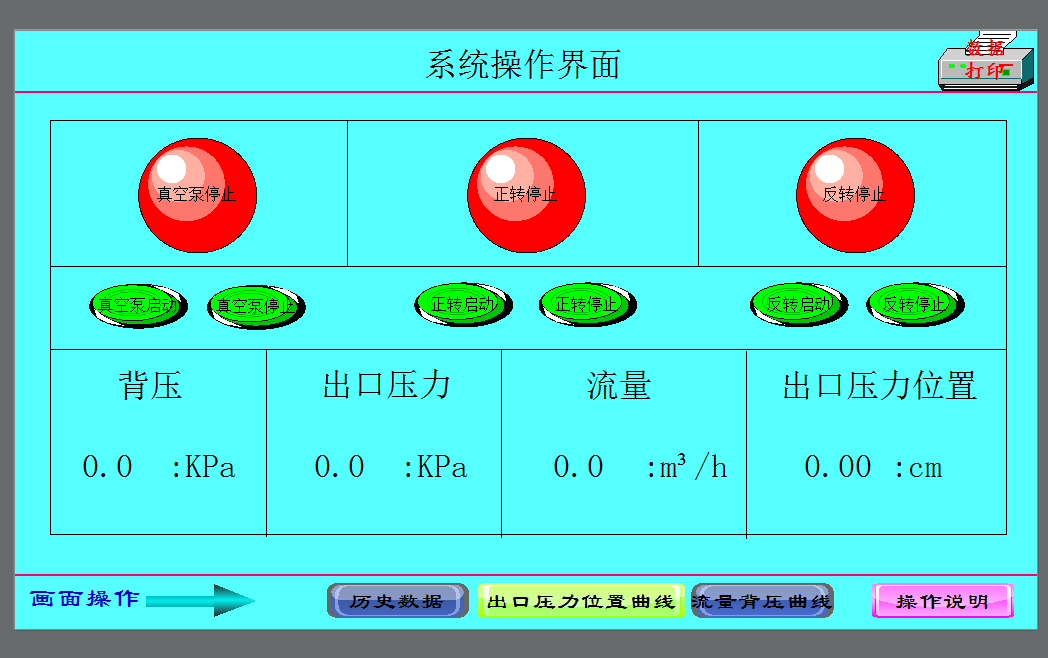 系统操作界面
数据
打印
真空泵停止
正转停止
反转停止
真空泵启动
真空泵停止
正转启动
正转停止
反转启动
反转停止
背压
出口压力
流量
出口压力位置
0.0 :KPa
0.0 :KPa
0.0 :m³/h
0.00 :cm
画面操作
历史数据
出口压力位置曲线
流量背压曲线
操作说明